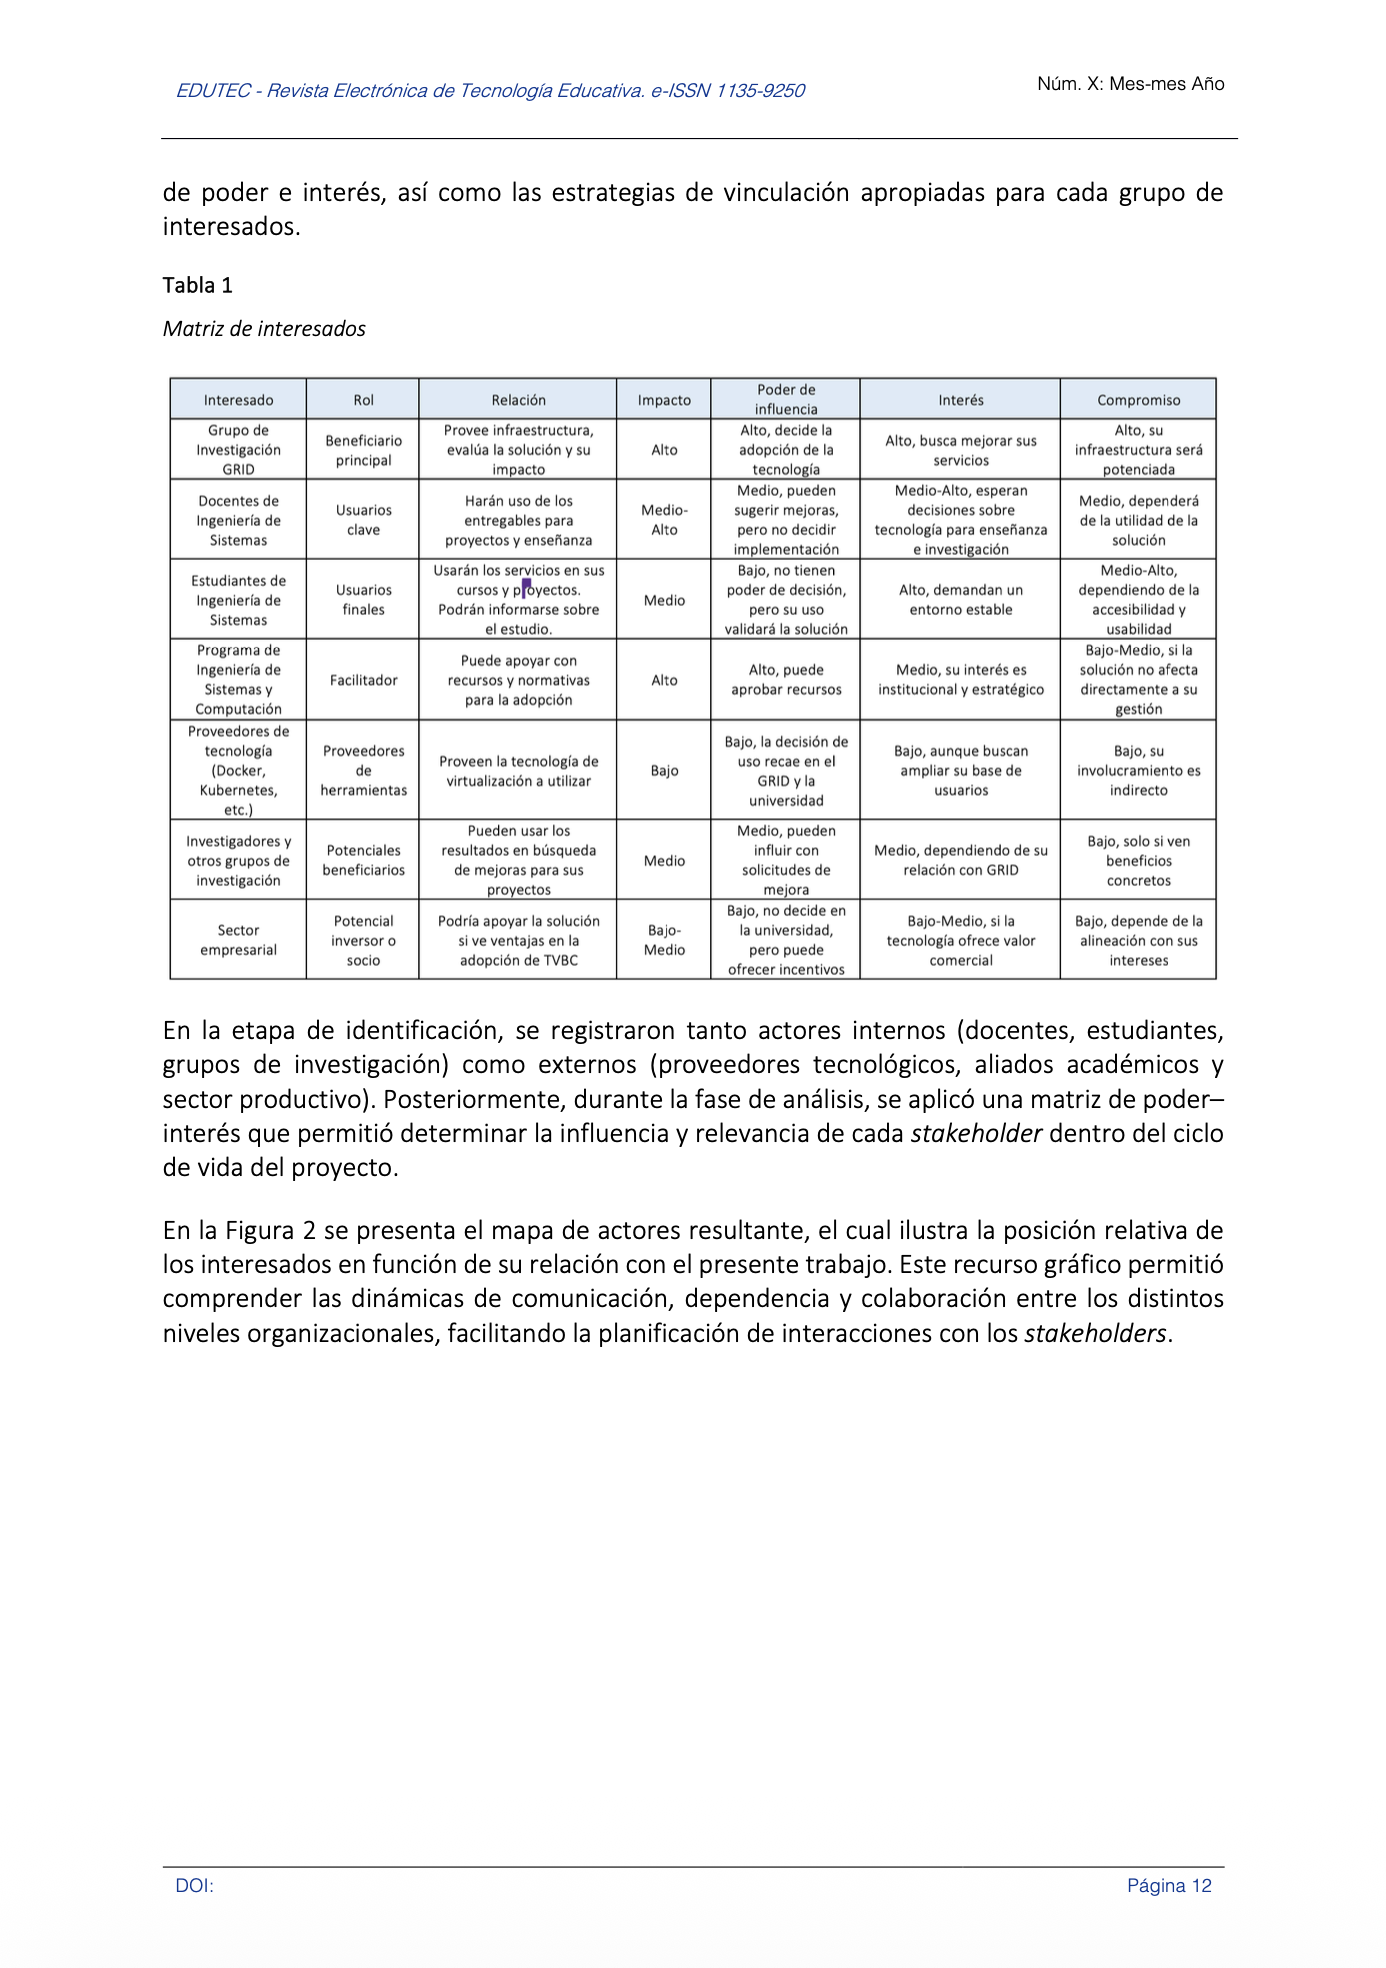 EDUTEC - Revista Electrónica de Tecnología Educativa. e-ISSN 1135-9250
Núm. X: Mes-mes Año
de poder e interés, así como las estrategias de vinculación apropiadas para cada grupo de
interesados.
Tabla 1
Matriz de interesados
Interesado Rol Relación Impacto Poder de influencia Interés Compromiso
Grupo de Investigación GRID Beneficiario principal Provee infraestructura, evalúa la solución y su impacto Alto Alto, decide la adopción de la tecnología Alto, busca mejorar sus servicios Alto, su infraestructura será potenciada
Docentes de Ingeniería de Sistemas Usuarios clave Harán uso de los entregables para proyectos y enseñanza Medio-Alto Medio, pueden sugerir mejoras, pero no decidir implementación Medio-Alto, esperan decisiones sobre tecnología para enseñanza e investigación Medio, dependerá de la utilidad de la solución
Estudiantes de Ingeniería de Sistemas Usuarios finales Usarán los servicios en sus cursos y proyectos. Podrán informarse sobre el estudio. Medio Bajo, no tienen poder de decisión, pero su uso validará la solución Alto, demandan un entorno estable Medio-Alto, dependiendo de la accesibilidad y usabilidad
Programa de Ingeniería de Sistemas y Computación Facilitador Puede apoyar con recursos y normativas para la adopción Alto Alto, puede aprobar recursos Medio, su interés es institucional y estratégico Bajo-Medio, si la solución no afecta directamente a su gestión
Proveedores de tecnología (Docker, Kubernetes, etc.) Proveedores de herramientas Proveen la tecnología de virtualización a utilizar Bajo Bajo, la decisión de uso recae en el GRID y la universidad Bajo, aunque buscan ampliar su base de usuarios Bajo, su involucramiento es indirecto
Investigadores y otros grupos de investigación Potenciales beneficiarios Pueden usar los resultados en búsqueda de mejoras para sus proyectos Medio Medio, pueden influir con solicitudes de mejora Medio, dependiendo de su relación con GRID Bajo, solo si ven beneficios concretos
Sector empresarial Potencial inversor o socio Podría apoyar la solución si ve ventajas en la adopción de TVBC Bajo-Medio Bajo, no decide en la universidad, pero puede ofrecer incentivos Bajo-Medio, si la tecnología ofrece valor comercial Bajo, depende de la alineación con sus intereses
En la etapa de identificación, se registraron tanto actores internos (docentes, estudiantes,
grupos de investigación) como externos (proveedores tecnológicos, aliados académicos y
sector productivo). Posteriormente, durante la fase de análisis, se aplicó una matriz de poder–
interés que permitió determinar la influencia y relevancia de cada stakeholder dentro del ciclo
de vida del proyecto.
En la Figura 2 se presenta el mapa de actores resultante, el cual ilustra la posición relativa de
los interesados en función de su relación con el presente trabajo. Este recurso gráfico permitió
comprender las dinámicas de comunicación, dependencia y colaboración entre los distintos
niveles organizacionales, facilitando la planificación de interacciones con los stakeholders.
DOI:
Página 12